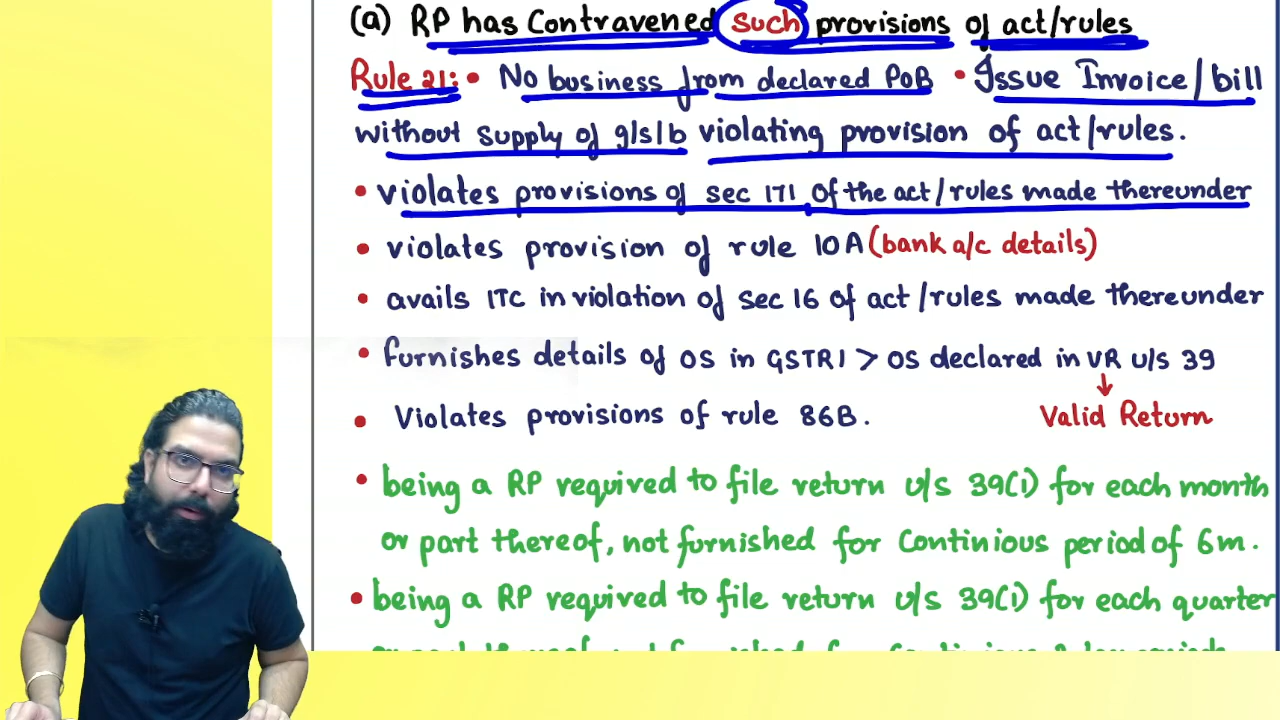 (a) RP has Contravened such provisions of act/rules
Rule 21: • No business from declared PoB • Issue Invoice/bill
without supply of g/s/b violating provision of act/rules.
• violates provisions of sec 171 of the act/rules made thereunder
• violates provision of rule 10A (bank a/c details)
• avails ITC in violation of sec 16 of act/rules made thereunder
• furnishes details of OS in GSTR1 > OS declared in VR u/s 39
• Violates provisions of rule 86B.
↓
Valid Return
• being a RP required to file return u/s 39(1) for each month
or part thereof, not furnished for Continious period of 6m.
• being a RP required to file return u/s 39(1) for each quarter